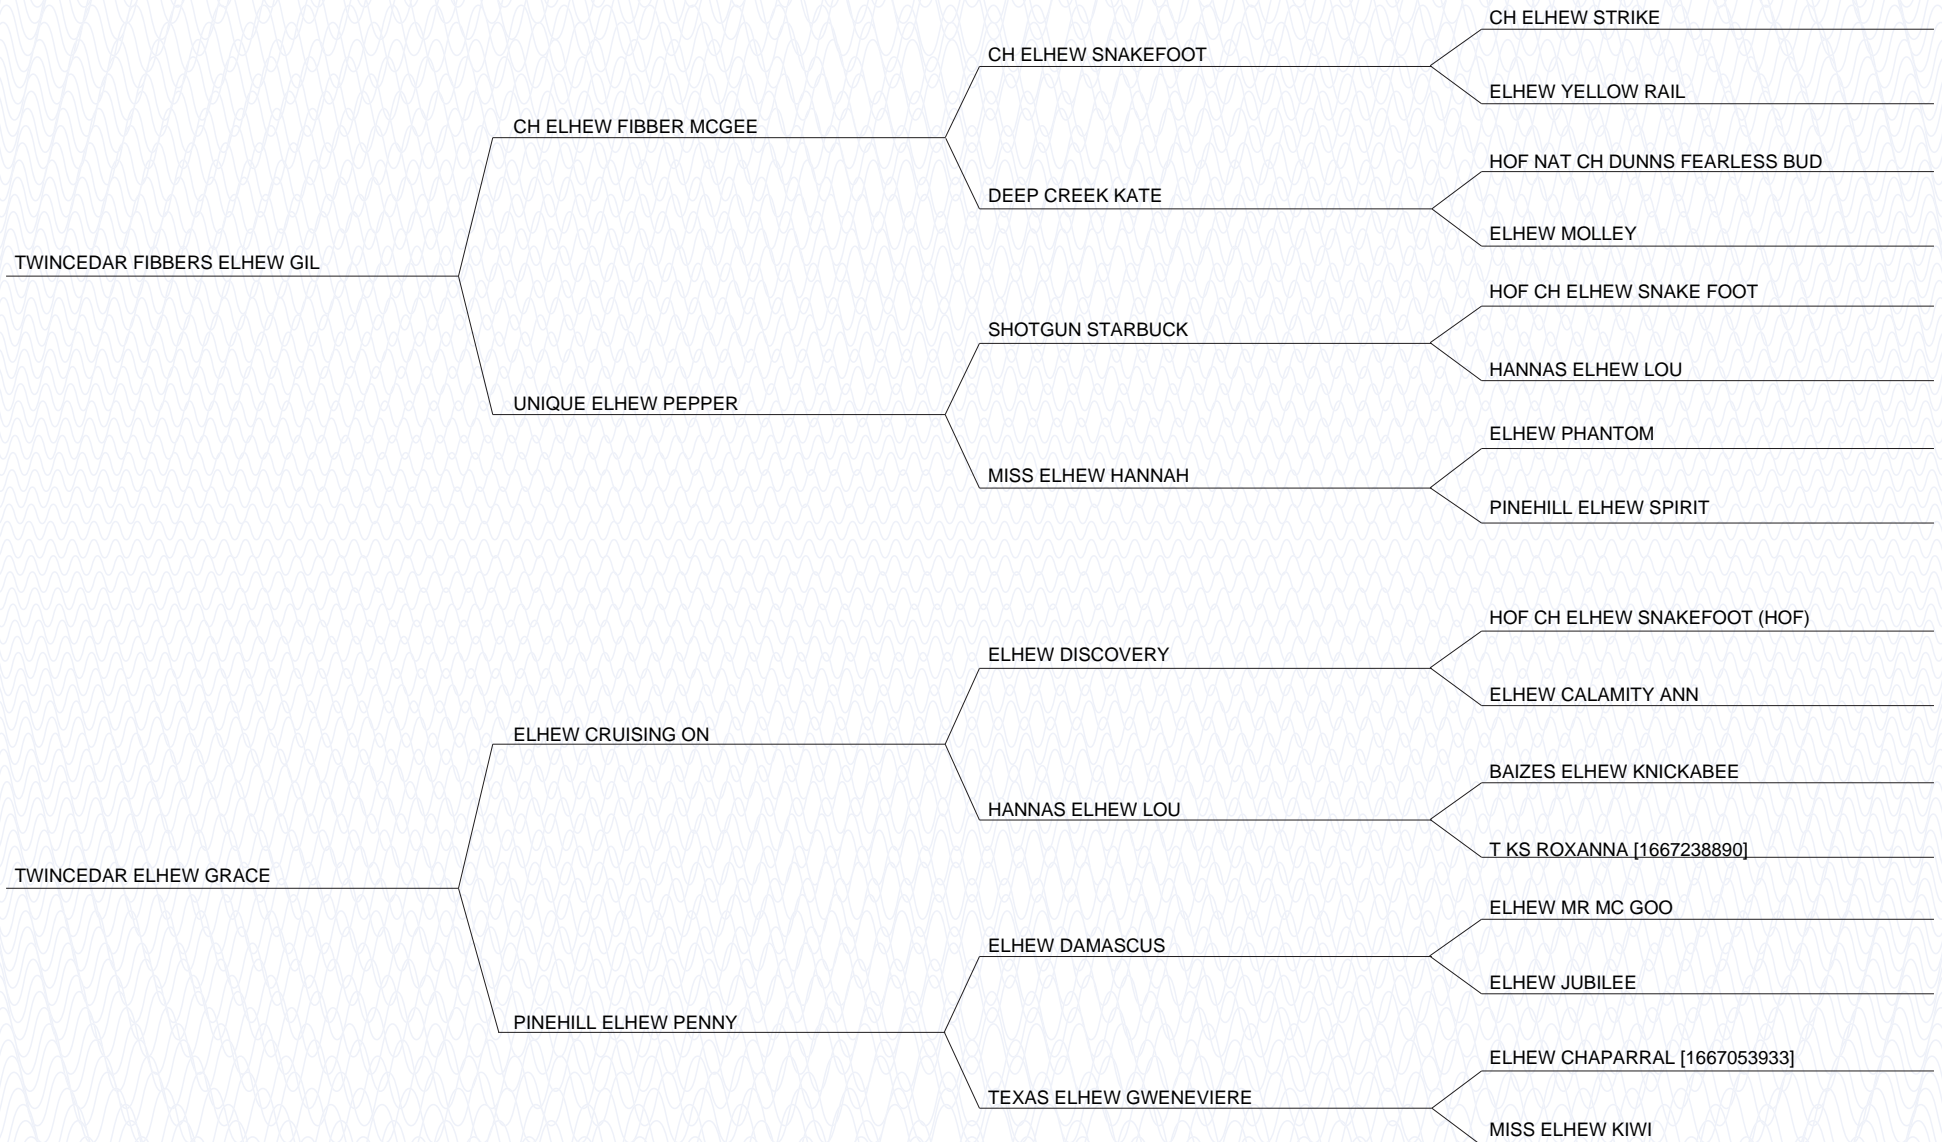 CH ELHEW STRIKE
CH ELHEW SNAKEFOOT
ELHEW YELLOW RAIL
CH ELHEW FIBBER MCGEE
HOF NAT CH DUNNS FEARLESS BUD
DEEP CREEK KATE
ELHEW MOLLEY
TWINCEDAR FIBBERS ELHEW GIL
HOF CH ELHEW SNAKE FOOT
SHOTGUN STARBUCK
HANNAS ELHEW LOU
UNIQUE ELHEW PEPPER
ELHEW PHANTOM
MISS ELHEW HANNAH
PINEHILL ELHEW SPIRIT
HOF CH ELHEW SNAKEFOOT (HOF)
ELHEW DISCOVERY
ELHEW CALAMITY ANN
ELHEW CRUISING ON
BAIZES ELHEW KNICKABEE
HANNAS ELHEW LOU
T KS ROXANNA [1667238890]
TWINCEDAR ELHEW GRACE
ELHEW MR MC GOO
ELHEW DAMASCUS
ELHEW JUBILEE
PINEHILL ELHEW PENNY
ELHEW CHAPARRAL [1667053933]
TEXAS ELHEW GWENEVIERE
MISS ELHEW KIWI